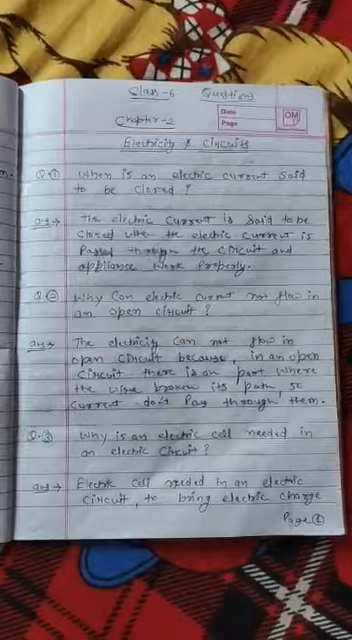 Class-6 Questions
Chapter-2
Date
Page
OM
Electricity & Circuits
Q.① When is an electric current said
to be closed ?
ans→ The electric current is said to be
closed when the electric current is
passed through the circuit and
appliance work properly.
Q② Why can electric current not flow in
an open circuit ?
ans→ The elecricity can not flow in
open circuit because, in an open
circuit there is an part where
the wire broken its path, so
current don't pass through them.
Q.3 Why is an electric cell needed in
an electric circuit ?
ans→ Electric cell needed in an electric
circuit, to bring electric charge
Page ①